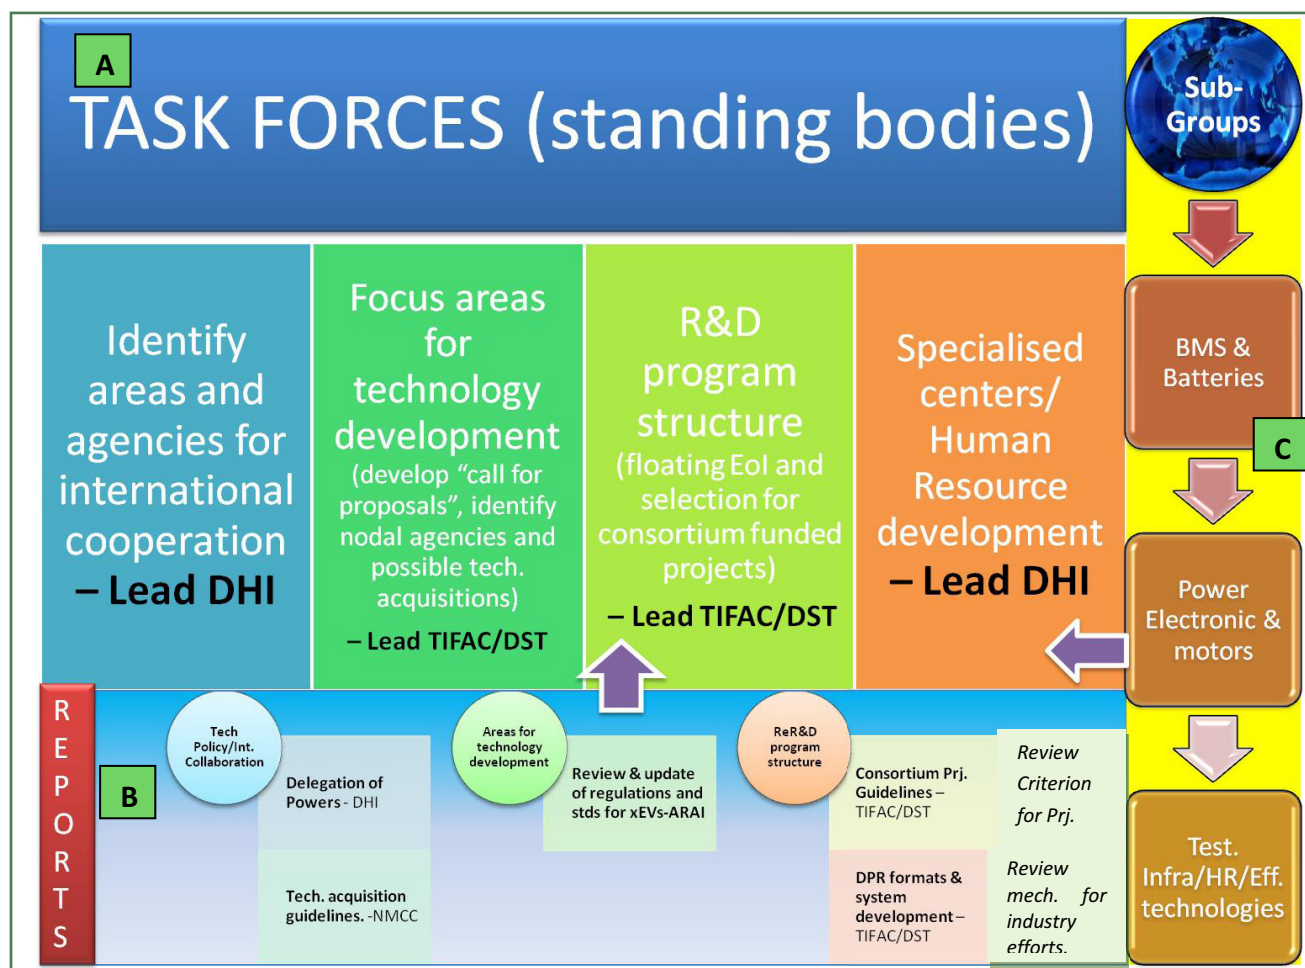 A
TASK FORCES (standing bodies)
Sub-
Groups
Identify
areas and
agencies for
international
cooperation
– Lead DHI
Focus areas
for
technology
development
(develop “call for
proposals”, identify
nodal agencies and
possible tech.
acquisitions)
– Lead TIFAC/DST
R&D
program
structure
(floating EoI and
selection for
consortium funded
projects)
– Lead TIFAC/DST
Specialised
centers/
Human
Resource
development
– Lead DHI
BMS &
Batteries
C
Power
Electronic &
motors
Test.
Infra/HR/Eff.
technologies
REPORTS
B
Tech
Policy/Int.
Collaboration
Delegation of
Powers - DHI
Tech. acquisition
guidelines. -NMCC
Areas for
technology
development
Review & update
of regulations and
stds for xEVs-ARAI
ReR&D
program
structure
Consortium Prj.
Guidelines –
TIFAC/DST
DPR formats &
system
development –
TIFAC/DST
Review
Criterion
for Prj.
Review
mech. for
industry
efforts.